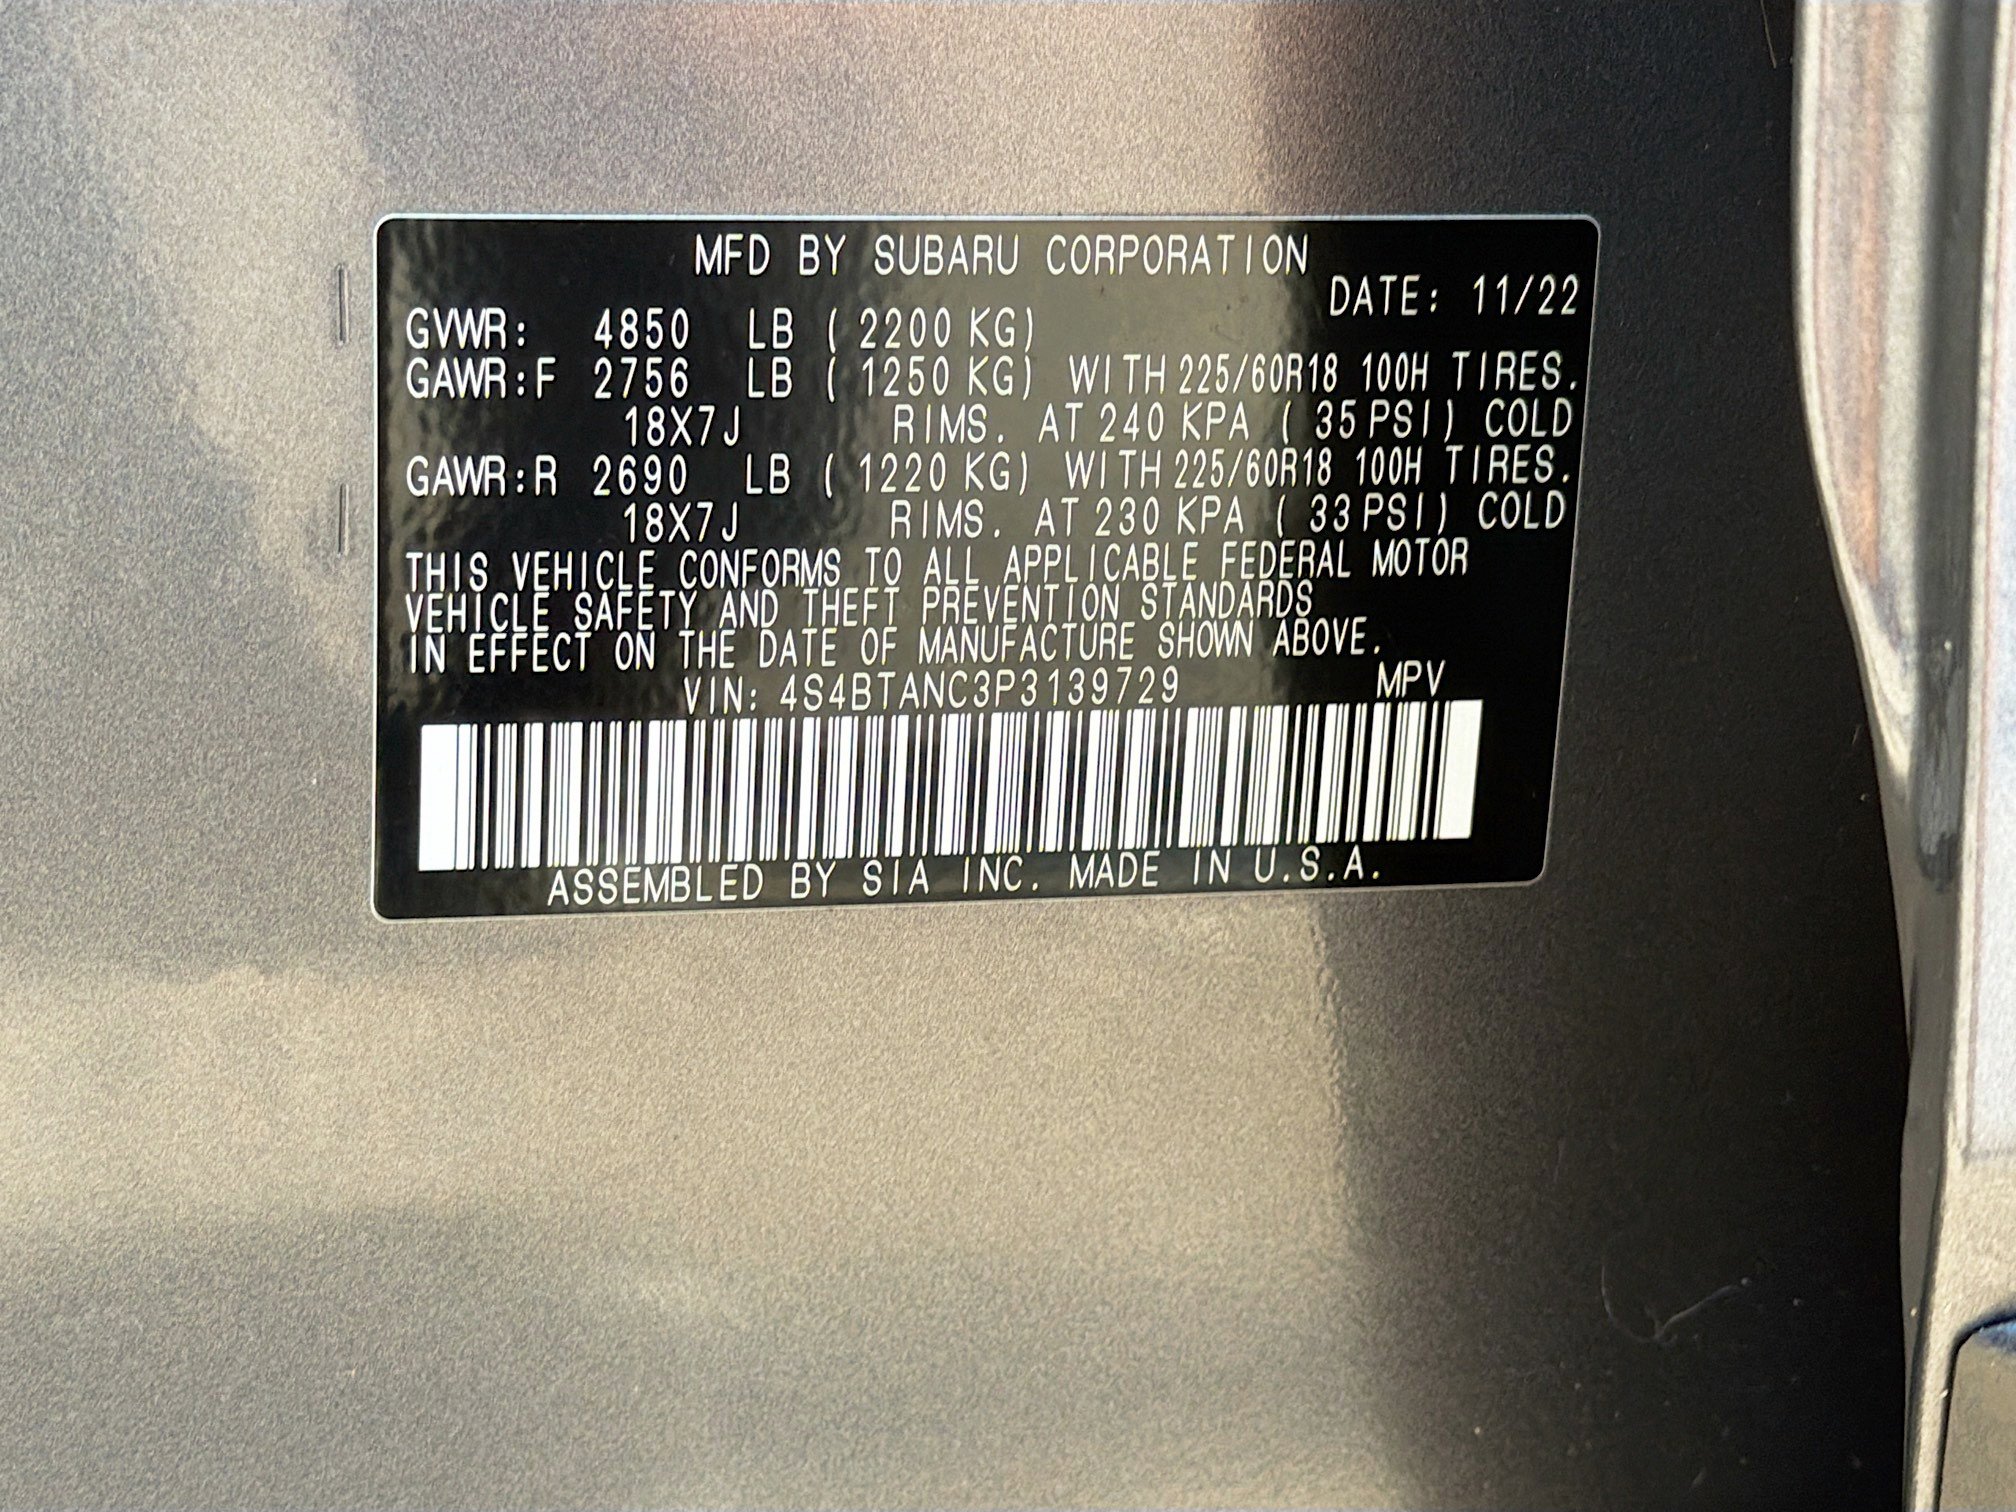 MFD BY SUBARU CORPORATION
DATE: 11/22
GVWR: 4850 LB ( 2200 KG)
GAWR:F 2756 LB ( 1250 KG) WITH 225/60R18 100H TIRES.
18X7J RIMS. AT 240 KPA ( 35 PSI) COLD
GAWR:R 2690 LB ( 1220 KG) WITH 225/60R18 100H TIRES.
18X7J RIMS. AT 230 KPA ( 33 PSI) COLD
THIS VEHICLE CONFORMS TO ALL APPLICABLE FEDERAL MOTOR
VEHICLE SAFETY AND THEFT PREVENTION STANDARDS
IN EFFECT ON THE DATE OF MANUFACTURE SHOWN ABOVE.
VIN: 4S4BTANC3P3139729 MPV
ASSEMBLED BY SIA INC. MADE IN U.S.A.